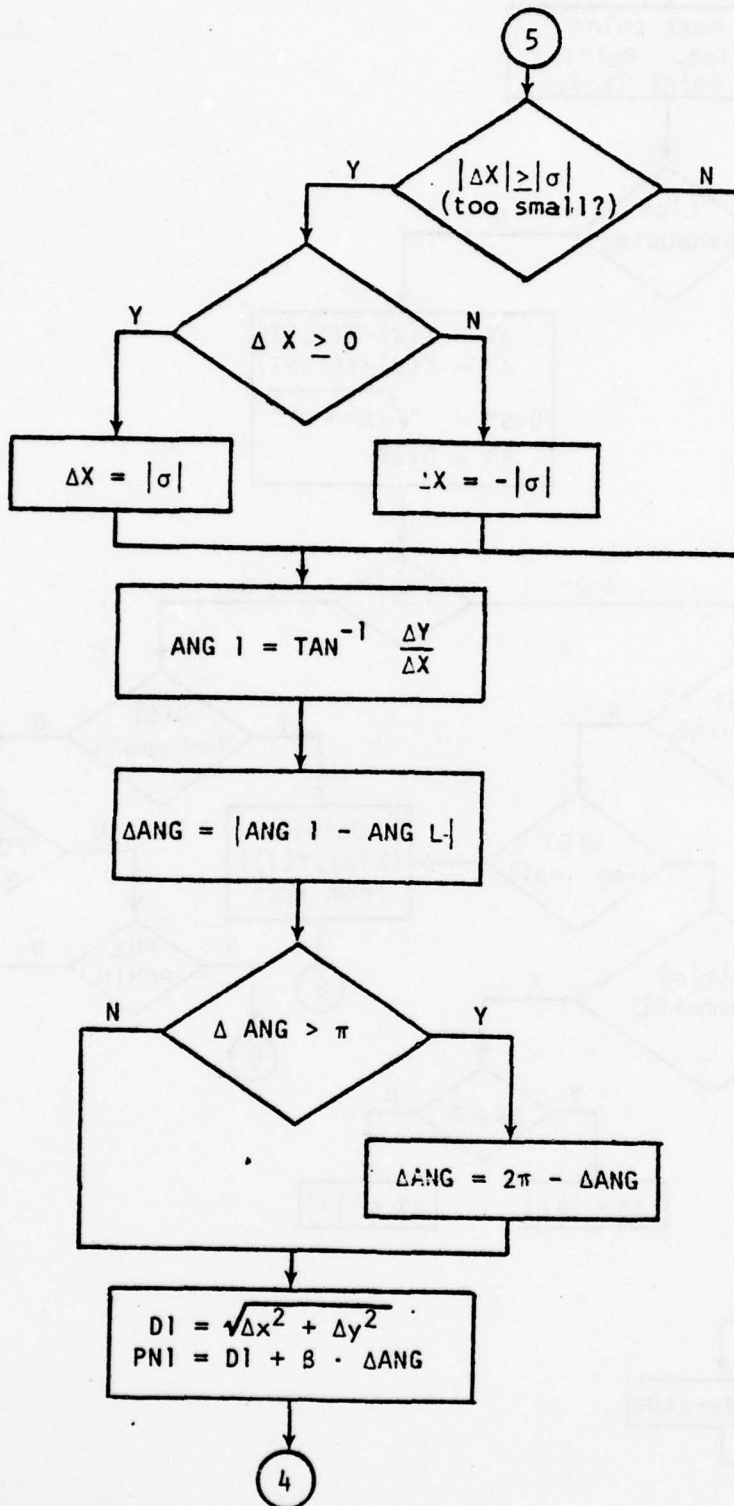 5
|ΔX| ≥ |σ|
(too small?)
Y
N
Δ X ≥ 0
Y
N
ΔX = |σ|
ΔX = -|σ|
ANG 1 = TAN⁻¹ ΔY/ΔX
ΔANG = |ANG 1 - ANG L|
Δ ANG > π
N
Y
ΔANG = 2π - ΔANG
D1 = √Δx² + Δy²
PN1 = D1 + β · ΔANG
4